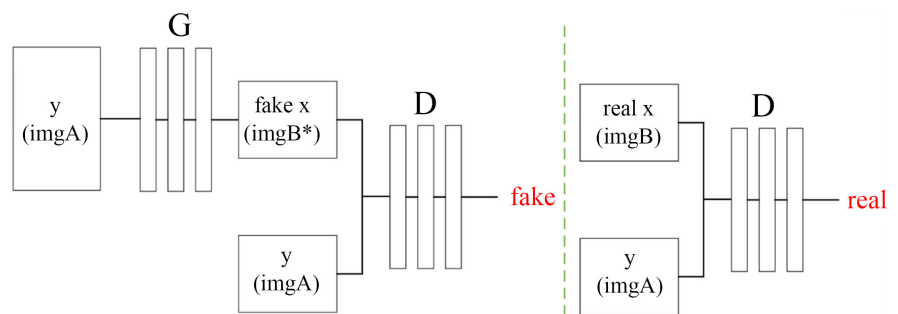 G
y
(imgA)
fake x
(imgB*)
D
fake
y
(imgA)
real x
(imgB)
D
real
y
(imgA)